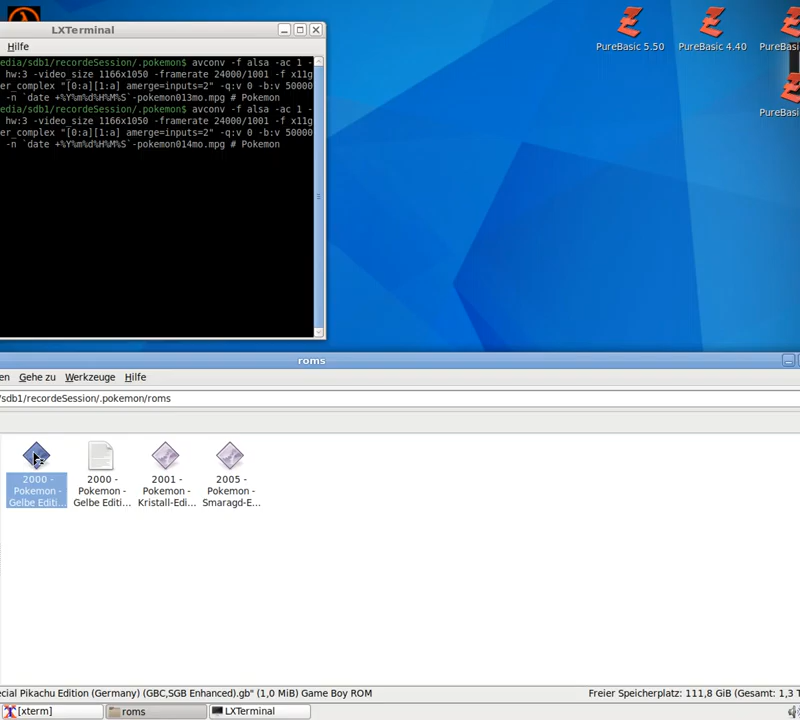 LXTerminal
Hilfe
edia/sdb1/recordeSession/.pokemon$ avconv -f alsa -ac 1 -
hw:3 -video_size 1166x1050 -framerate 24000/1001 -f x11g
er_complex "[0:a][1:a] amerge=inputs=2" -q:v 0 -b:v 50000
-n `date +%Y%m%d%H%M%S`-pokemon013mo.mpg # Pokemon
edia/sdb1/recordeSession/.pokemon$ avconv -f alsa -ac 1 -
hw:3 -video_size 1166x1050 -framerate 24000/1001 -f x11g
er_complex "[0:a][1:a] amerge=inputs=2" -q:v 0 -b:v 50000
-n `date +%Y%m%d%H%M%S`-pokemon014mo.mpg # Pokemon
PureBasic 5.50
PureBasic 4.40
PureBasi
PureBasi
roms
en Gehe zu Werkzeuge Hilfe
/sdb1/recordeSession/.pokemon/roms
2000 -
Pokemon -
Gelbe Editi...
2000 -
Pokemon -
Gelbe Editi...
2001 -
Pokemon -
Kristall-Edi...
2005 -
Pokemon -
Smaragd-E...
ecial Pikachu Edition (Germany) (GBC,SGB Enhanced).gb" (1,0 MiB) Game Boy ROM
Freier Speicherplatz: 111,8 GiB (Gesamt: 1,3 T
[xterm]
roms
LXTerminal